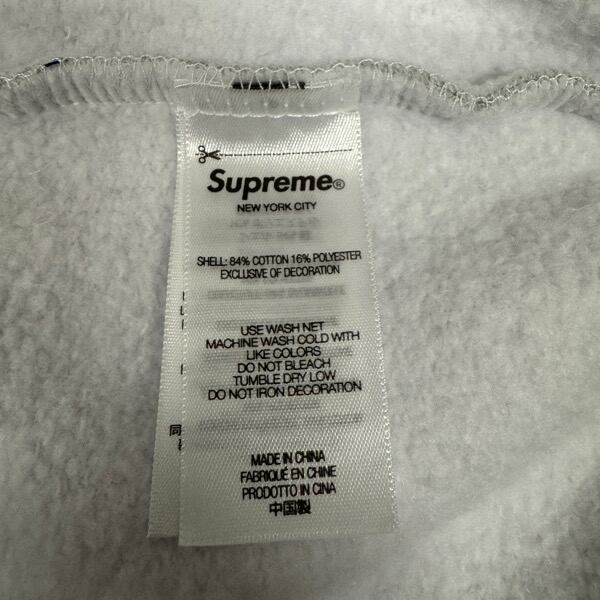 Supreme®
NEW YORK CITY
SHELL: 84% COTTON 16% POLYESTER
EXCLUSIVE OF DECORATION
USE WASH NET
MACHINE WASH COLD WITH
LIKE COLORS
DO NOT BLEACH
TUMBLE DRY LOW
DO NOT IRON DECORATION
MADE IN CHINA
FABRIQUÉ EN CHINE
PRODOTTO IN CINA
中国製
同